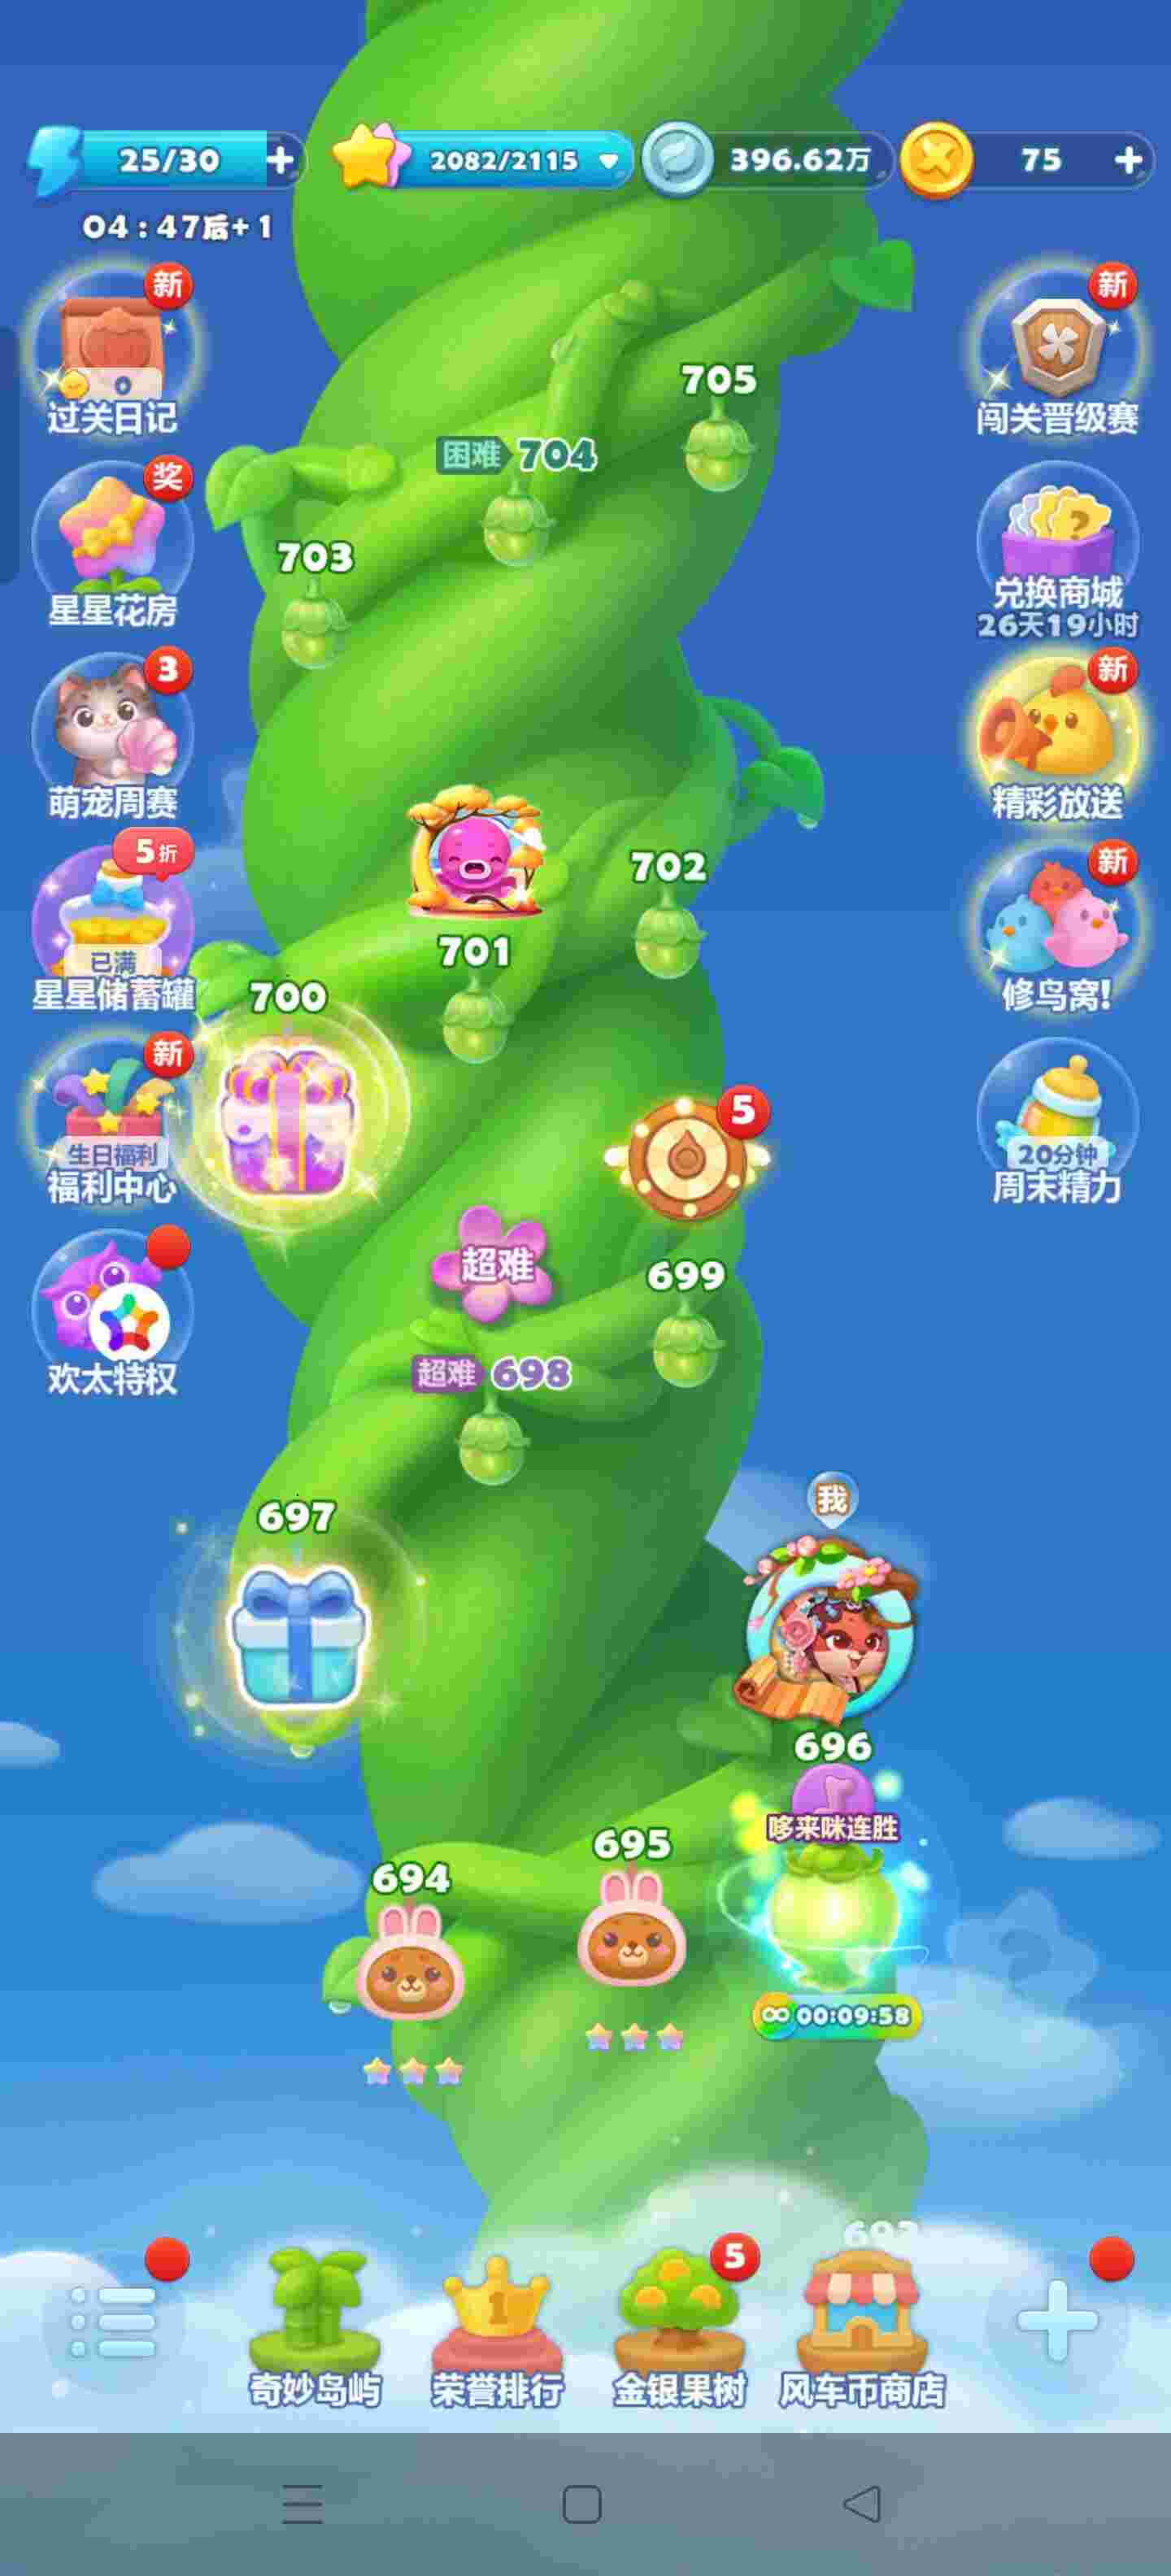 25/30
2082/2115
396.62万
75
04:47后+1
新
0
过关日记
新
闯关晋级赛
705
困难 704
703
奖
星星花房
?
兑换商城
26天19小时
3
萌宠周赛
新
精彩放送
702
701
5折
已满
星星储蓄罐
新
修鸟窝!
700
新
生日福利
福利中心
5
20分钟
周末精力
超难
699
超难 698
欢太特权
697
我
696
哆来咪连胜
695
694
∞ 00:09:58
693
5
1
奇妙岛屿
荣誉排行
金银果树
风车币商店